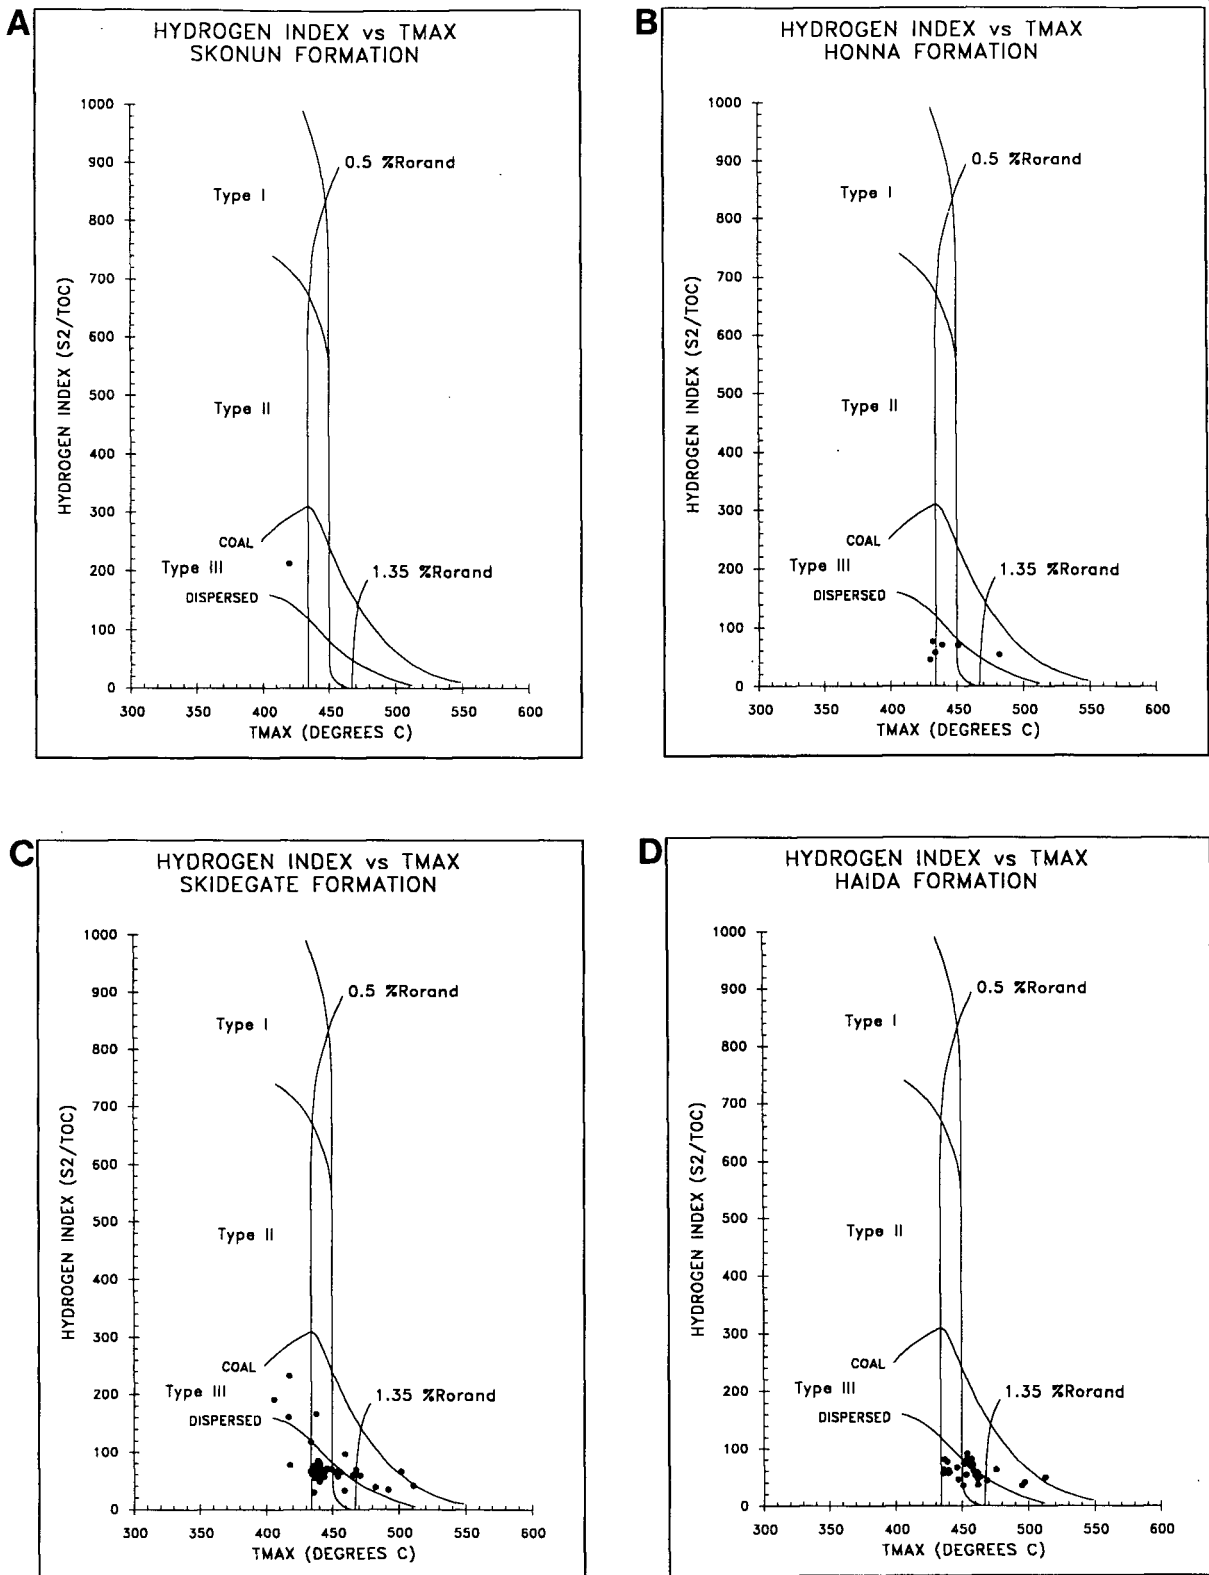 A
HYDROGEN INDEX vs TMAX
SKONUN FORMATION
HYDROGEN INDEX (S2/TOC)
1000
900
800
700
600
500
400
300
200
100
0
0.5 %Rorand
Type I
Type II
COAL
Type III
DISPERSED
1.35 %Rorand
300 350 400 450 500 550 600
TMAX (DEGREES C)
B
HYDROGEN INDEX vs TMAX
HONNA FORMATION
HYDROGEN INDEX (S2/TOC)
1000
900
800
700
600
500
400
300
200
100
0
0.5 %Rorand
Type I
Type II
COAL
Type III
DISPERSED
1.35 %Rorand
300 350 400 450 500 550 600
TMAX (DEGREES C)
C
HYDROGEN INDEX vs TMAX
SKIDEGATE FORMATION
HYDROGEN INDEX (S2/TOC)
1000
900
800
700
600
500
400
300
200
100
0
0.5 %Rorand
Type I
Type II
COAL
Type III
DISPERSED
1.35 %Rorand
300 350 400 450 500 550 600
TMAX (DEGREES C)
D
HYDROGEN INDEX vs TMAX
HAIDA FORMATION
HYDROGEN INDEX (S2/TOC)
1000
900
800
700
600
500
400
300
200
100
0
0.5 %Rorand
Type I
Type II
COAL
Type III
DISPERSED
1.35 %Rorand
300 350 400 450 500 550 600
TMAX (DEGREES C)